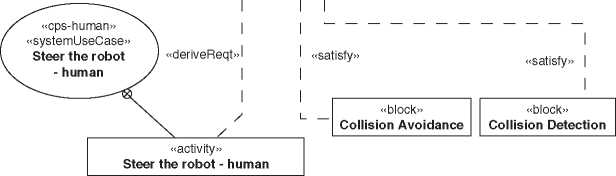 «cps-human»
«systemUseCase»
Steer the robot
- human
«deriveReqt»
«satisfy»
«satisfy»
«block»
Collision Avoidance
«block»
Collision Detection
«activity»
Steer the robot - human